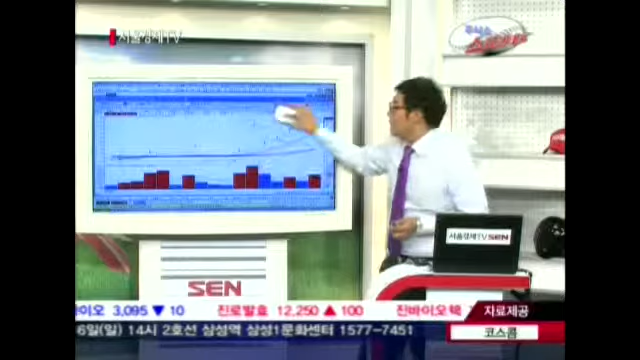 서울경제TV
주식쇼
서울경제TV SEN
SEN
바이오 3,095 ▼ 10 진로발효 12,250 ▲ 100 진바이오텍
자료제공
6일(일) 14시 2호선 삼성역 삼성1문화센터 1577-7451
코스콤